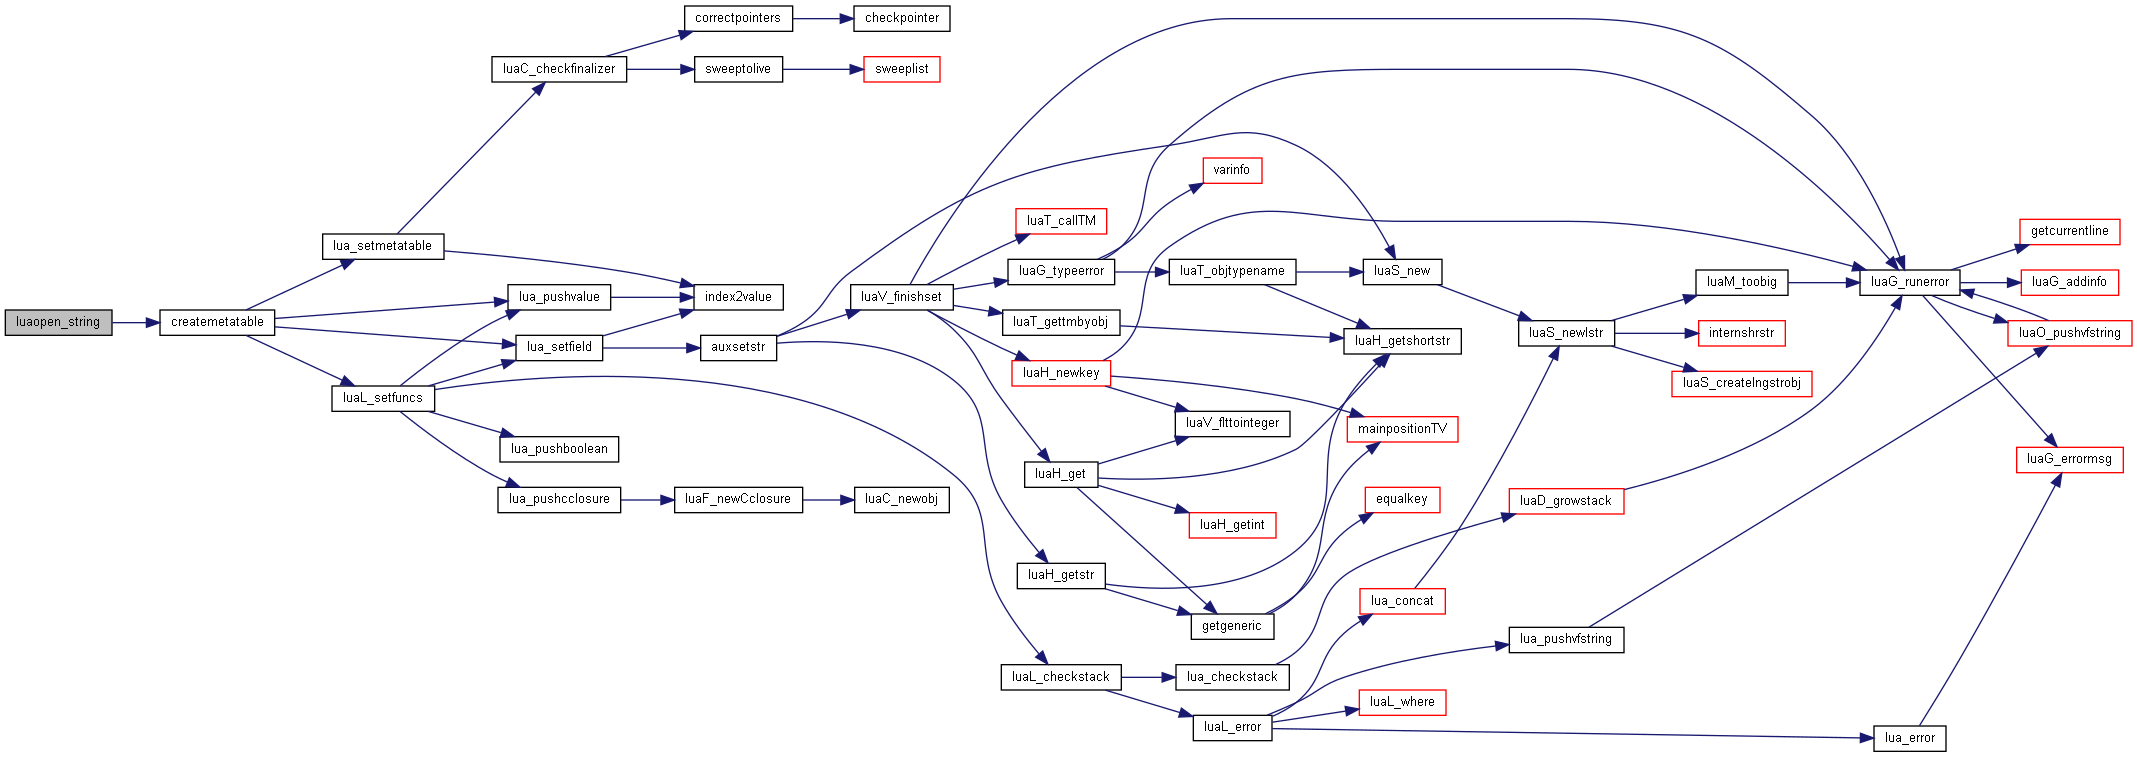 luaopen_string
createmetatable
lua_setmetatable
luaL_setfuncs
luaC_checkfinalizer
lua_pushvalue
lua_setfield
lua_pushboolean
lua_pushcclosure
correctpointers
sweeptolive
index2value
auxsetstr
luaF_newCclosure
checkpointer
sweeplist
luaV_finishset
luaC_newobj
luaT_callTM
luaG_typeerror
luaT_gettmbyobj
luaH_newkey
luaH_get
luaH_getstr
luaL_checkstack
varinfo
luaT_objtypename
luaV_flttointeger
luaH_getint
getgeneric
lua_checkstack
luaL_error
luaS_new
luaH_getshortstr
mainpositionTV
equalkey
lua_concat
luaL_where
luaS_newlstr
luaD_growstack
lua_pushvfstring
luaM_toobig
internshrstr
luaS_createlngstrobj
luaG_runerror
lua_error
getcurrentline
luaG_addinfo
luaO_pushvfstring
luaG_errormsg